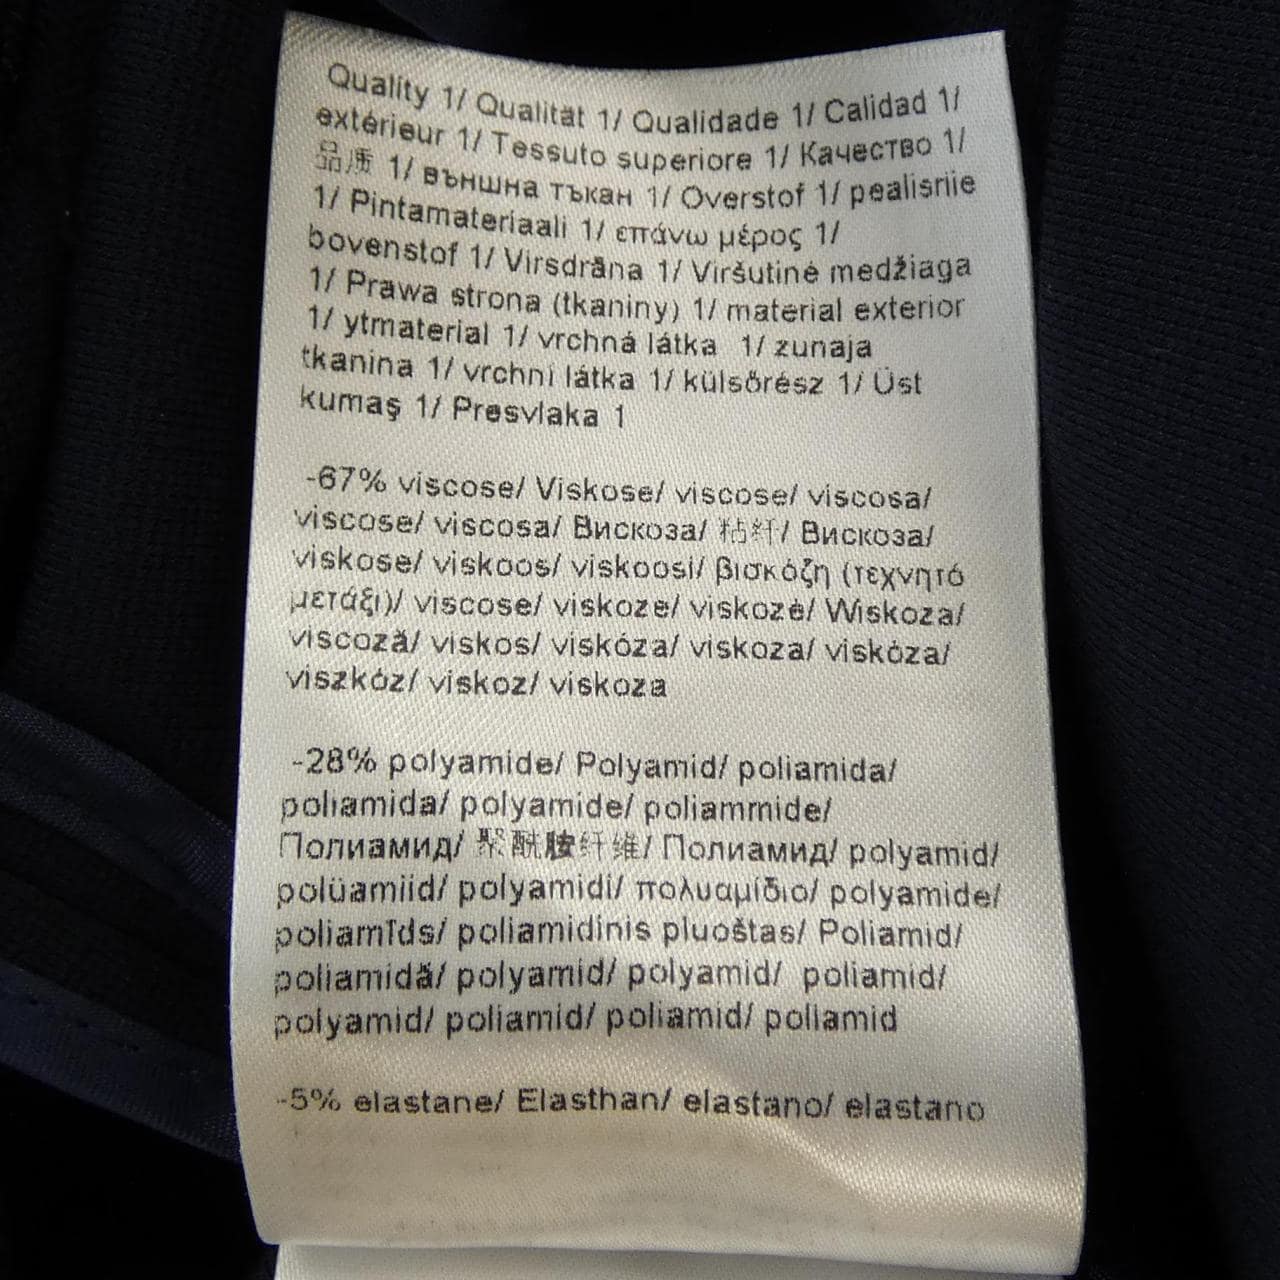 Quality 1/ Qualität 1/ Qualidade 1/ Calidad 1/
extérieur 1/ Tessuto superiore 1/ Качество 1/
品质 1/ външна тъкан 1/ Overstof 1/ pealisriie
1/ Pintamateriaali 1/ επάνω μέρος 1/
bovenstof 1/ Virsdrāna 1/ Viršutinė medžiaga
1/ Prawa strona (tkaniny) 1/ material exterior
1/ ytmaterial 1/ vrchná látka 1/ zunaja
tkanina 1/ vrchní látka 1/ külsőrész 1/ Üst
kumaş 1/ Presvlaka 1
-67% viscose/ Viskose/ viscose/ viscosa/
viscose/ viscosa/ Вискоза/ 粘纤/ Вискоза/
viskose/ viskoos/ viskoosi/ βισκόζη (τεχνητό
μετάξι)/ viscose/ viskoze/ viskozė/ Wiskoza/
viscoză/ viskos/ viskóza/ viskoza/ viskóza/
viszkóz/ viskoz/ viskoza
-28% polyamide/ Polyamid/ poliamida/
poliamida/ polyamide/ poliammide/
Полиамид/ 聚酰胺纤维/ Полиамид/ polyamid/
polüamiid/ polyamidi/ πολυαμίδιο/ polyamide/
poliamīds/ poliamidinis pluoštas/ Poliamid/
poliamidă/ polyamid/ polyamid/ poliamid/
polyamid/ poliamid/ poliamid/ poliamid
-5% elastane/ Elasthan/ elastano/ elastano